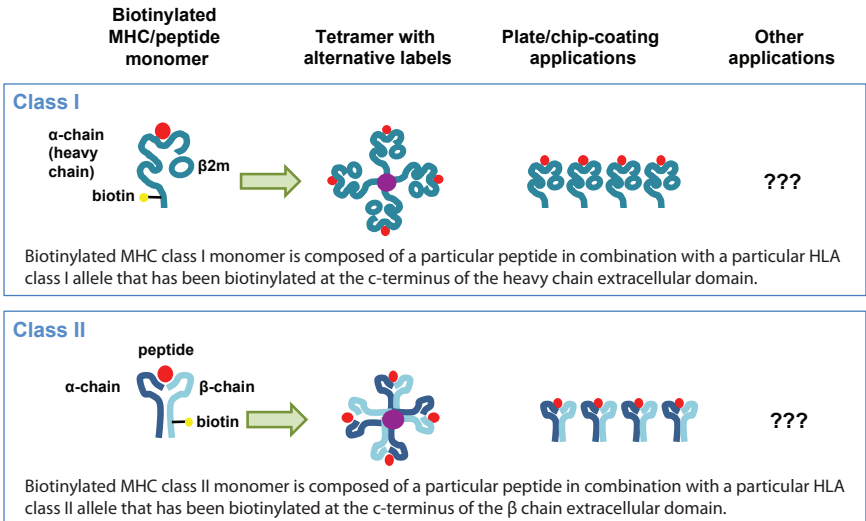 Biotinylated
MHC/peptide
monomer
Tetramer with
alternative labels
Plate/chip-coating
applications
Other
applications
Class I
α-chain
(heavy
chain)
β2m
biotin
???
Biotinylated MHC class I monomer is composed of a particular peptide in combination with a particular HLA
class I allele that has been biotinylated at the c-terminus of the heavy chain extracellular domain.
Class II
peptide
α-chain
β-chain
biotin
???
Biotinylated MHC class II monomer is composed of a particular peptide in combination with a particular HLA
class II allele that has been biotinylated at the c-terminus of the β chain extracellular domain.